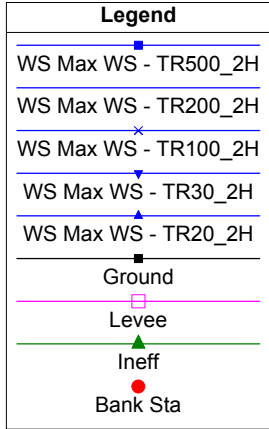 Legend
WS Max WS - TR500_2H
WS Max WS - TR200_2H
WS Max WS - TR100_2H
WS Max WS - TR30_2H
WS Max WS - TR20_2H
Ground
Levee
Ineff
Bank Sta